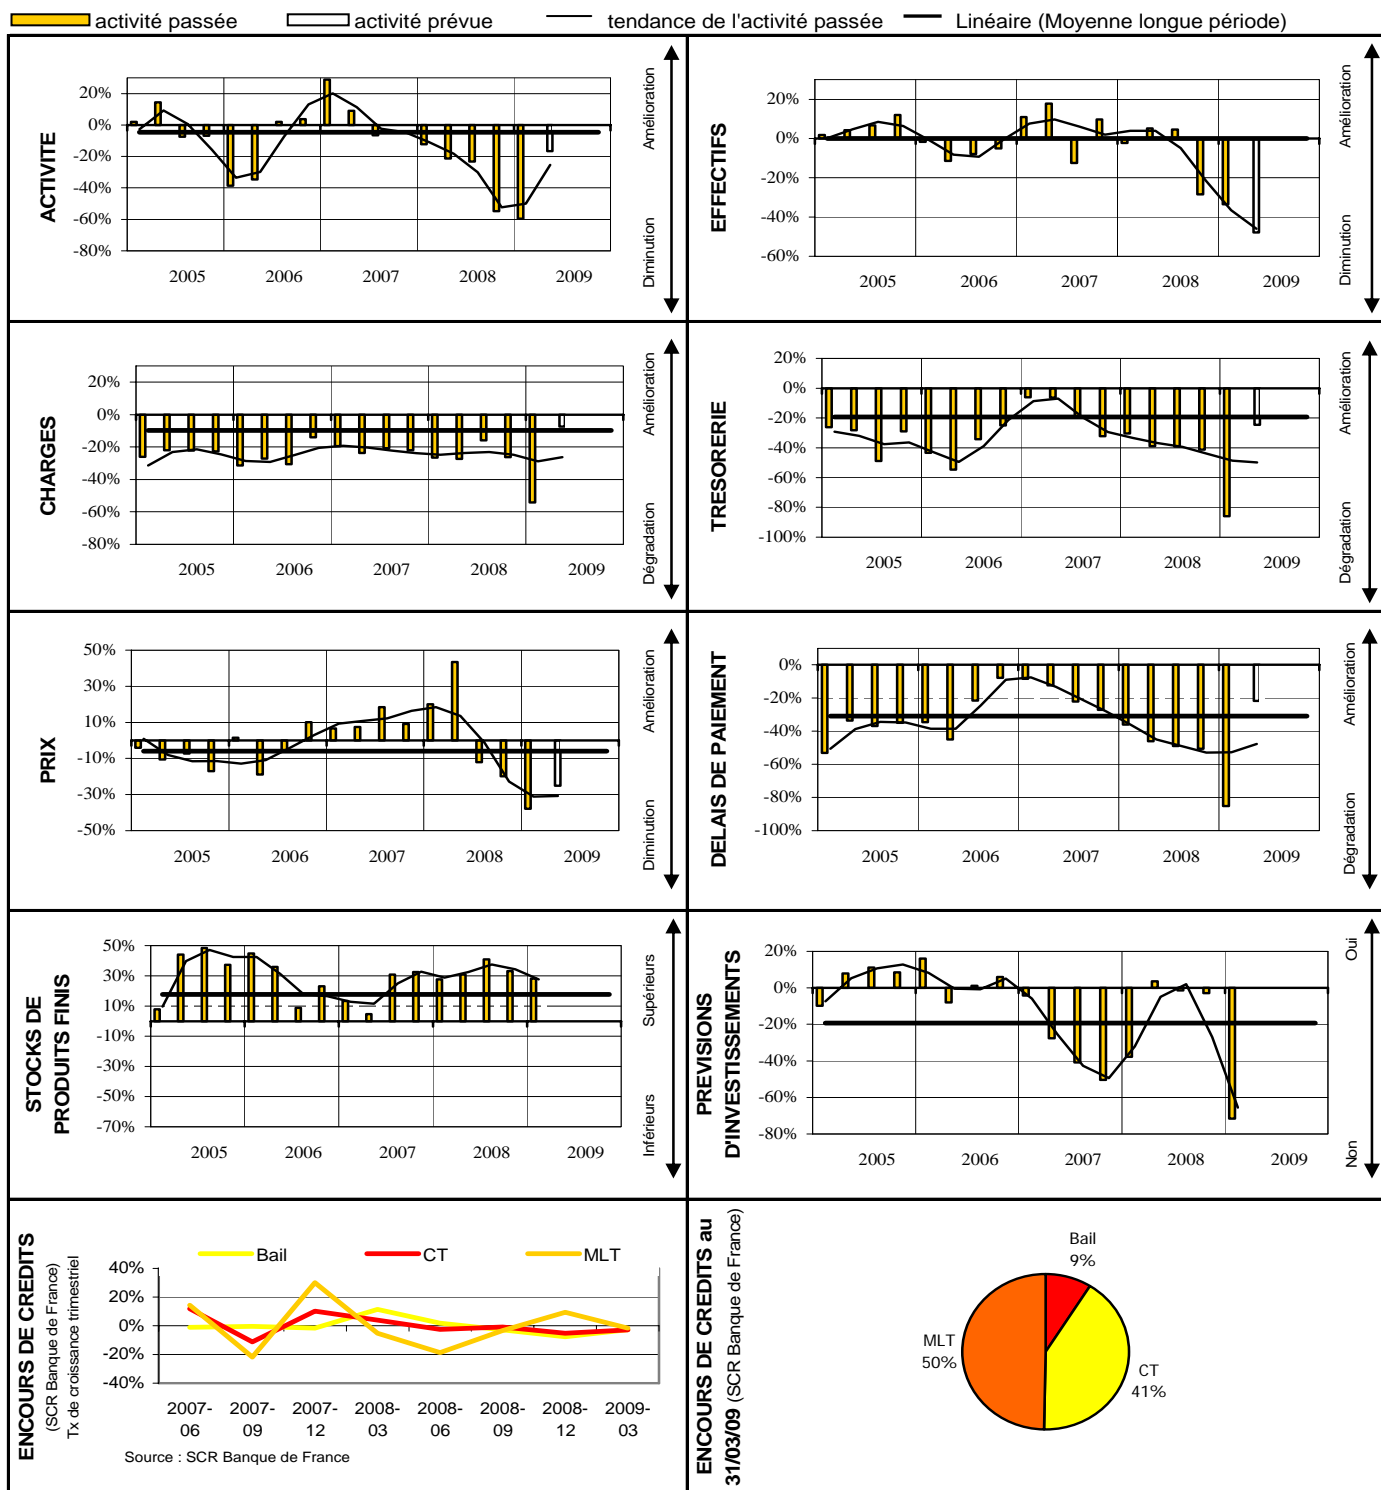 activité passée   activité prévue   tendance de l'activité passée   Linéaire (Moyenne longue période)
ACTIVITE
20%
0%
-20%
-40%
-60%
-80%
2005 2006 2007 2008 2009
Amélioration
Diminution
EFFECTIFS
20%
0%
-20%
-40%
-60%
2005 2006 2007 2008 2009
Amélioration
Diminution
CHARGES
20%
0%
-20%
-40%
-60%
-80%
2005 2006 2007 2008 2009
Amélioration
Dégradation
TRESORERIE
20%
0%
-20%
-40%
-60%
-80%
-100%
2005 2006 2007 2008 2009
Amélioration
Dégradation
PRIX
50%
30%
10%
-10%
-30%
-50%
2005 2006 2007 2008 2009
Amélioration
Diminution
DELAIS DE PAIEMENT
0%
-20%
-40%
-60%
-80%
-100%
2005 2006 2007 2008 2009
Amélioration
Dégradation
STOCKS DE
PRODUITS FINIS
50%
30%
10%
-10%
-30%
-50%
-70%
2005 2006 2007 2008 2009
Supérieurs
Inférieurs
PREVISIONS
D'INVESTISSEMENTS
20%
0%
-20%
-40%
-60%
-80%
2005 2006 2007 2008 2009
Oui
Non
ENCOURS DE CREDITS
(SCR Banque de France)
Tx de croissance trimestriel
Bail CT MLT
40%
20%
0%
-20%
-40%
2007- 2007- 2007- 2008- 2008- 2008- 2008- 2009-
06 09 12 03 06 09 12 03
Source : SCR Banque de France
ENCOURS DE CREDITS au
31/03/09 (SCR Banque de France)
Bail
9%
MLT
50%
CT
41%